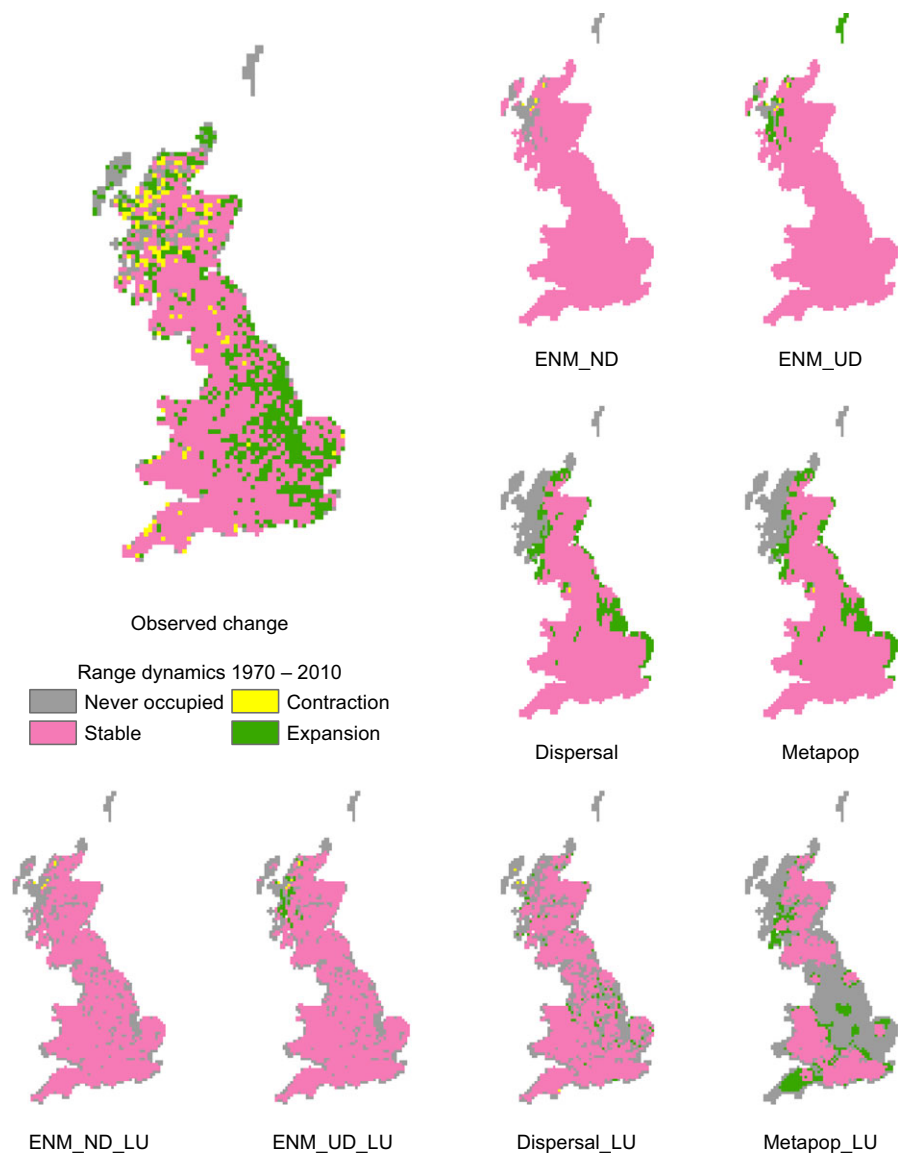 ENM_ND
ENM_UD
Observed change
Range dynamics 1970 – 2010
Never occupied
Contraction
Stable
Expansion
Dispersal
Metapop
ENM_ND_LU
ENM_UD_LU
Dispersal_LU
Metapop_LU